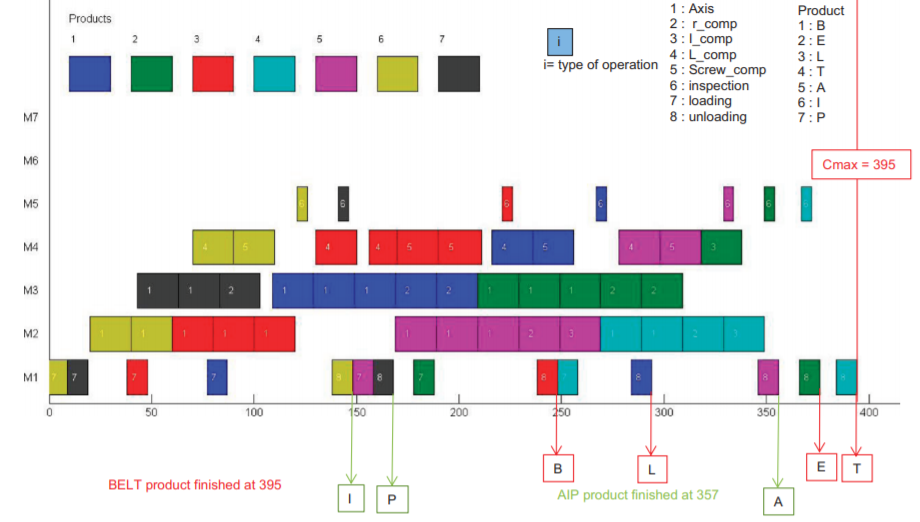 Products
1 2 3 4 5 6 7
i
i= type of operation
1 : Axis
2 : r_comp
3 : I_comp
4 : L_comp
5 : Screw_comp
6 : inspection
7 : loading
8 : unloading
Product
1 : B
2 : E
3 : L
4 : T
5 : A
6 : I
7 : P
Cmax = 395
M7
M6
M5 6 6 6 6 6 6 6
M4 4 5 4 5 5 4 5 4 5 3
M3 1 1 2 1 1 1 2 2 1 1 1 2 2
M2 1 1 1 1 1 1 1 1 2 3 1 1 2 3
M1 7 7 7 7 8 7 8 7 8 7 8 8 8 8
0 50 100 150 200 250 300 350 400
B L E T
I P A
BELT product finished at 395
AIP product finished at 357